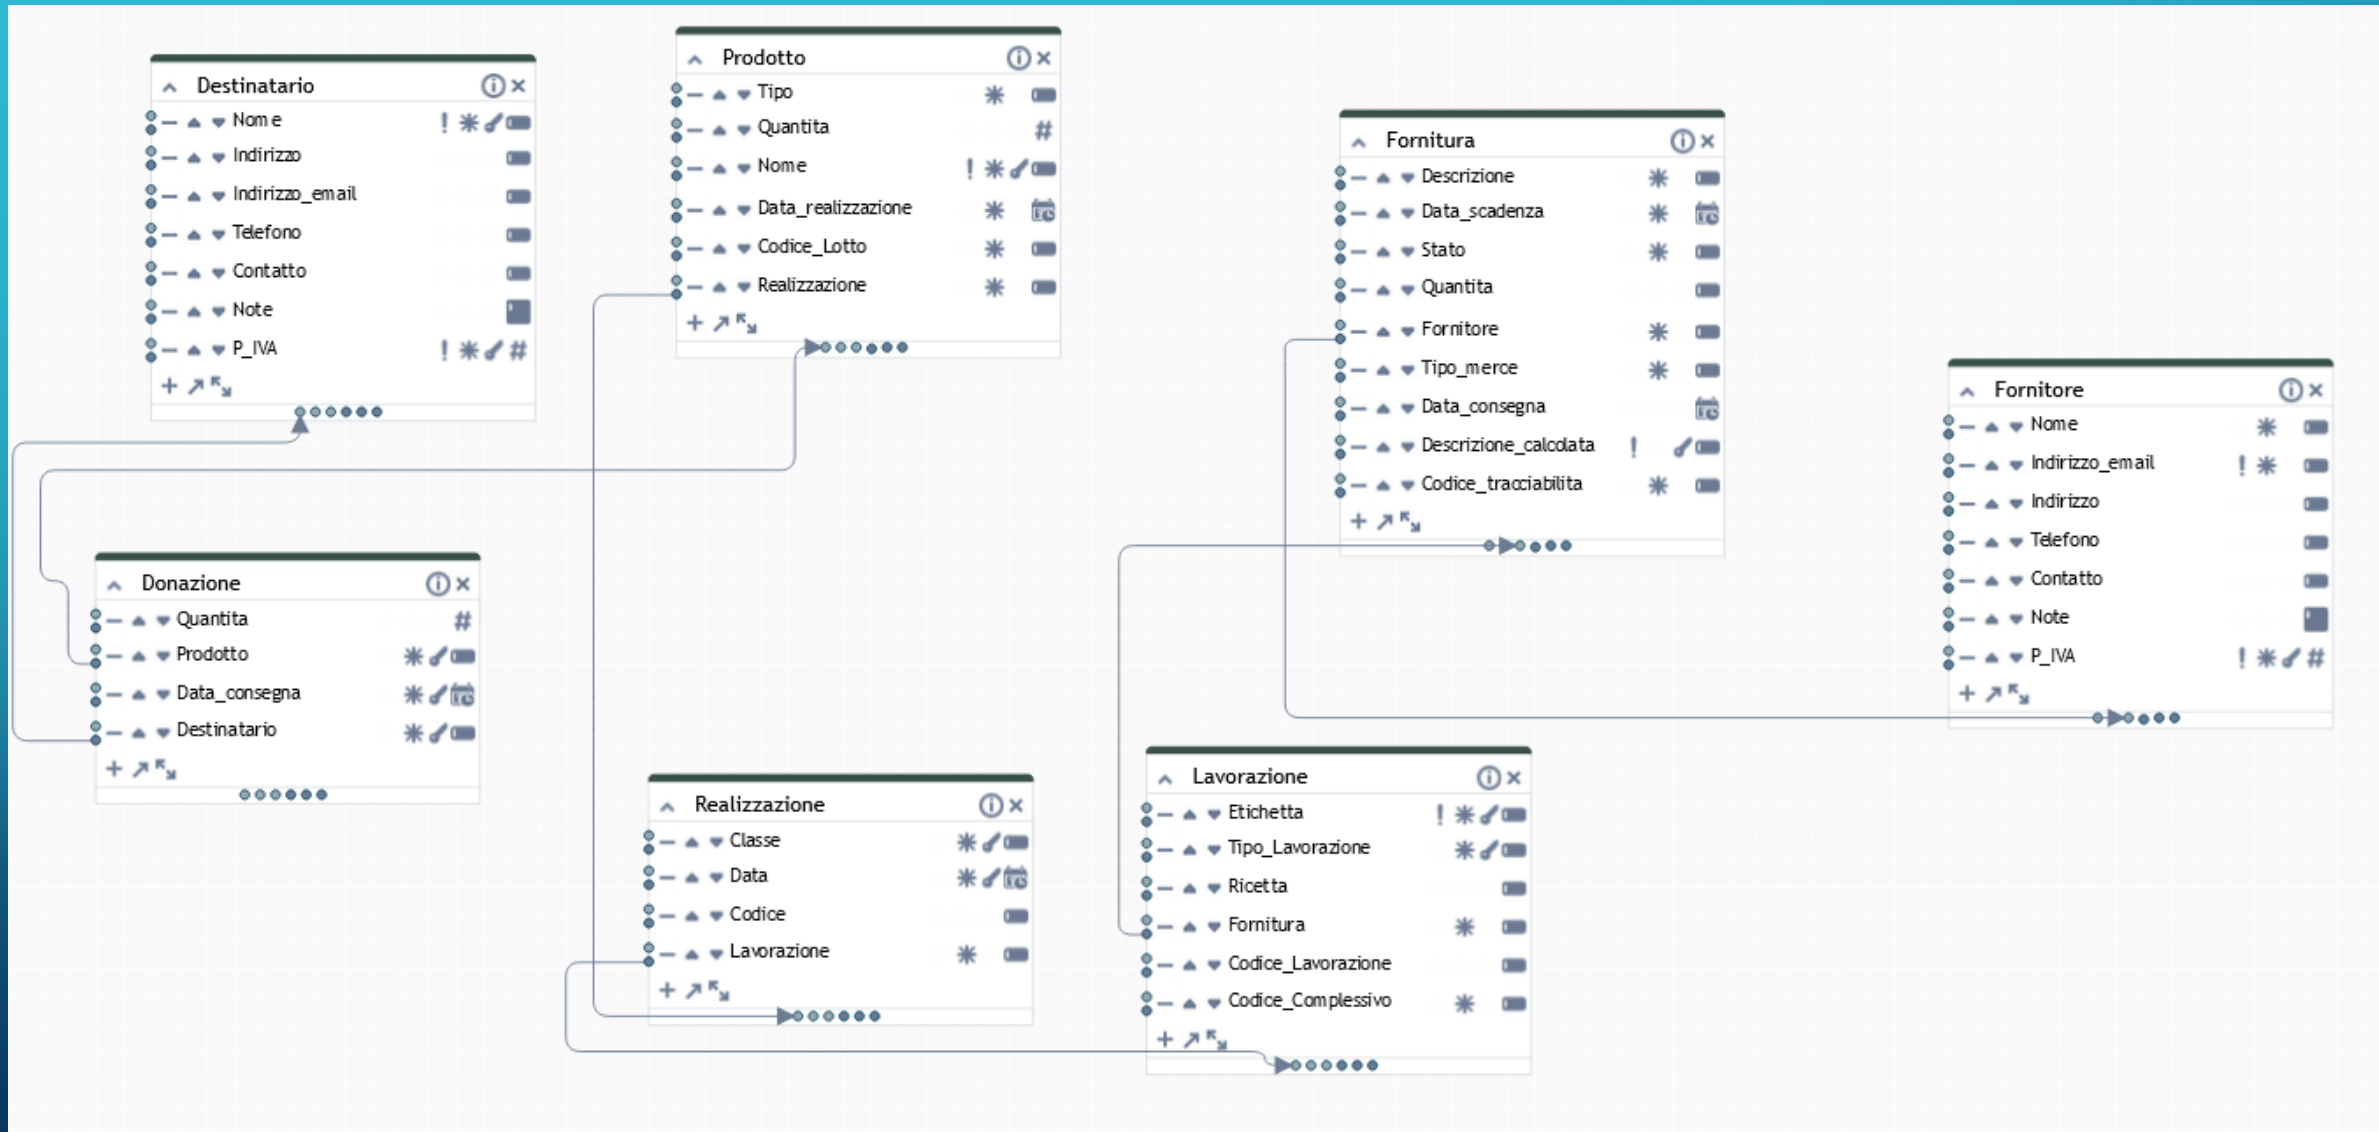 Destinatario
Nome
Indirizzo
Indirizzo_email
Telefono
Contatto
Note
P_IVA
Prodotto
Tipo
Quantita
Nome
Data_realizzazione
Codice_Lotto
Realizzazione
Fornitura
Descrizione
Data_scadenza
Stato
Quantita
Fornitore
Tipo_merce
Data_consegna
Descrizione_calcolata
Codice_tracciabilita
Fornitore
Nome
Indirizzo_email
Indirizzo
Telefono
Contatto
Note
P_IVA
Donazione
Quantita
Prodotto
Data_consegna
Destinatario
Realizzazione
Classe
Data
Codice
Lavorazione
Lavorazione
Etichetta
Tipo_Lavorazione
Ricetta
Fornitura
Codice_Lavorazione
Codice_Complessivo